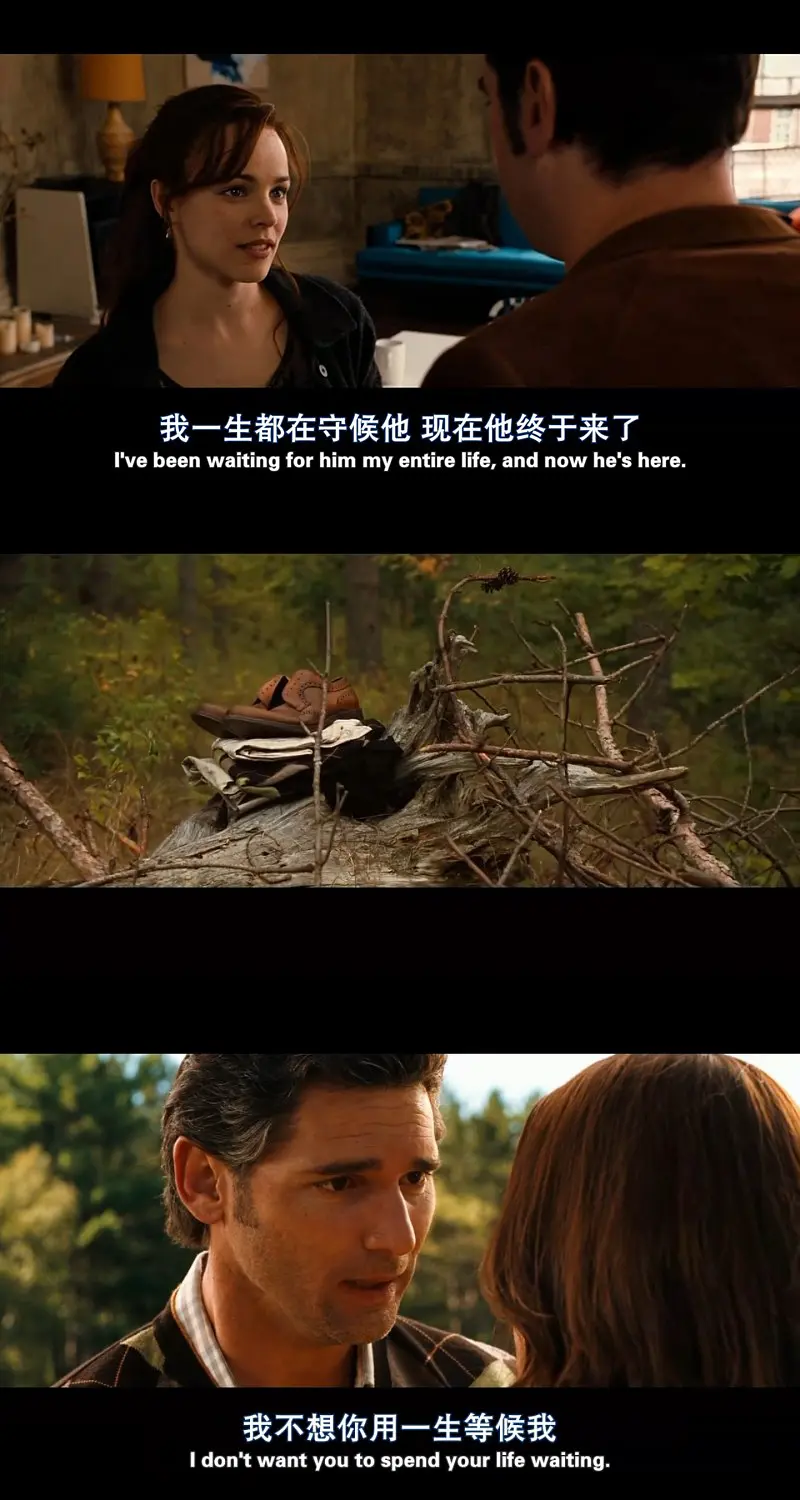 我一生都在守候他 现在他终于来了
I've been waiting for him my entire life, and now he's here.
我不想你用一生等候我
I don't want you to spend your life waiting.